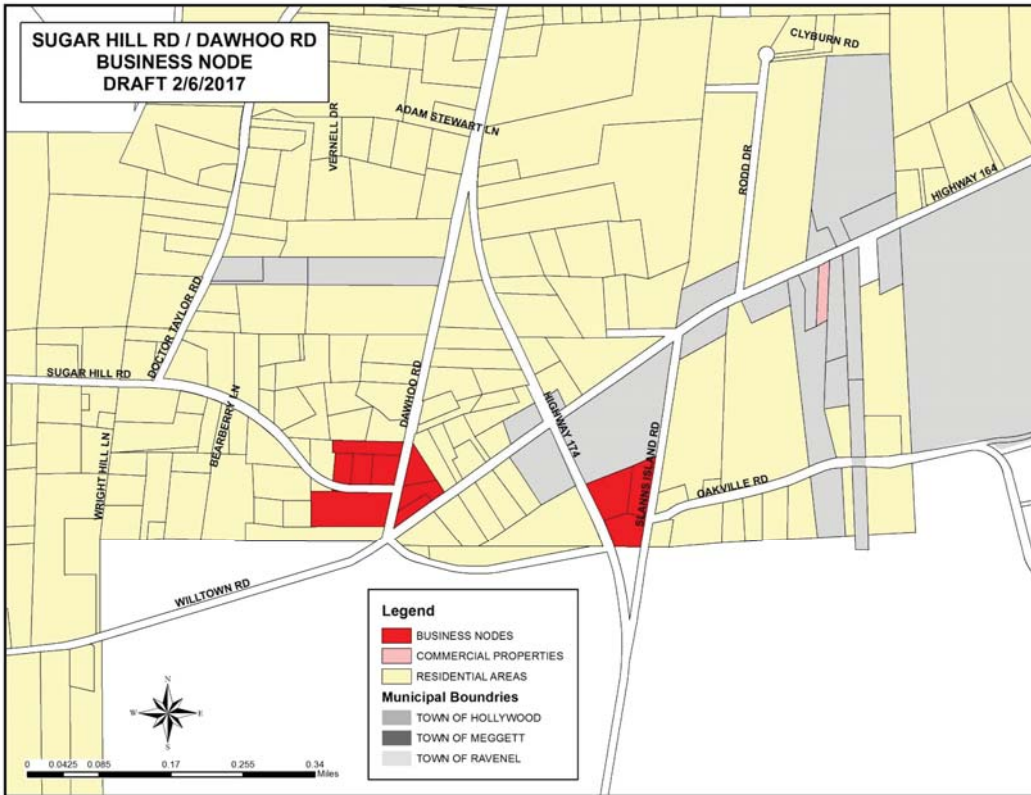 SUGAR HILL RD / DAWHOO RD
BUSINESS NODE
DRAFT 2/6/2017
CLYBURN RD
ADAM STEWART LN
VERNELL DR
RODD DR
HIGHWAY 164
DOCTOR TAYLOR RD
SUGAR HILL RD
DAWHOO RD
BEARBERRY LN
HIGHWAY 174
WRIGHT HILL LN
SLANNS ISLAND RD
OAKVILLE RD
WILLTOWN RD
Legend
BUSINESS NODES
COMMERCIAL PROPERTIES
RESIDENTIAL AREAS
Municipal Boundries
TOWN OF HOLLYWOOD
TOWN OF MEGGETT
TOWN OF RAVENEL
N
W E
S
0 0.0425 0.085 0.17 0.255 0.34
Miles